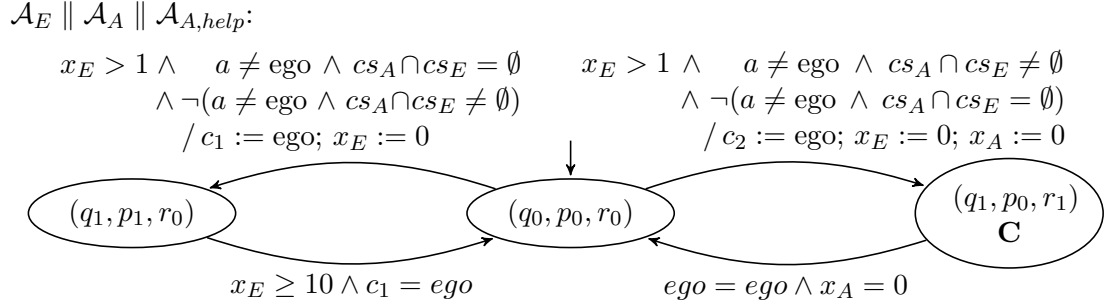 𝒜_E ∥ 𝒜_A ∥ 𝒜_{A,help}:
x_E > 1 ∧ a ≠ ego ∧ cs_A ∩ cs_E = ∅
∧ ¬(a ≠ ego ∧ cs_A ∩ cs_E ≠ ∅)
/ c_1 := ego; x_E := 0
x_E > 1 ∧ a ≠ ego ∧ cs_A ∩ cs_E ≠ ∅
∧ ¬(a ≠ ego ∧ cs_A ∩ cs_E = ∅)
/ c_2 := ego; x_E := 0; x_A := 0
(q_1, p_1, r_0)
(q_0, p_0, r_0)
(q_1, p_0, r_1)
C
x_E ≥ 10 ∧ c_1 = ego
ego = ego ∧ x_A = 0